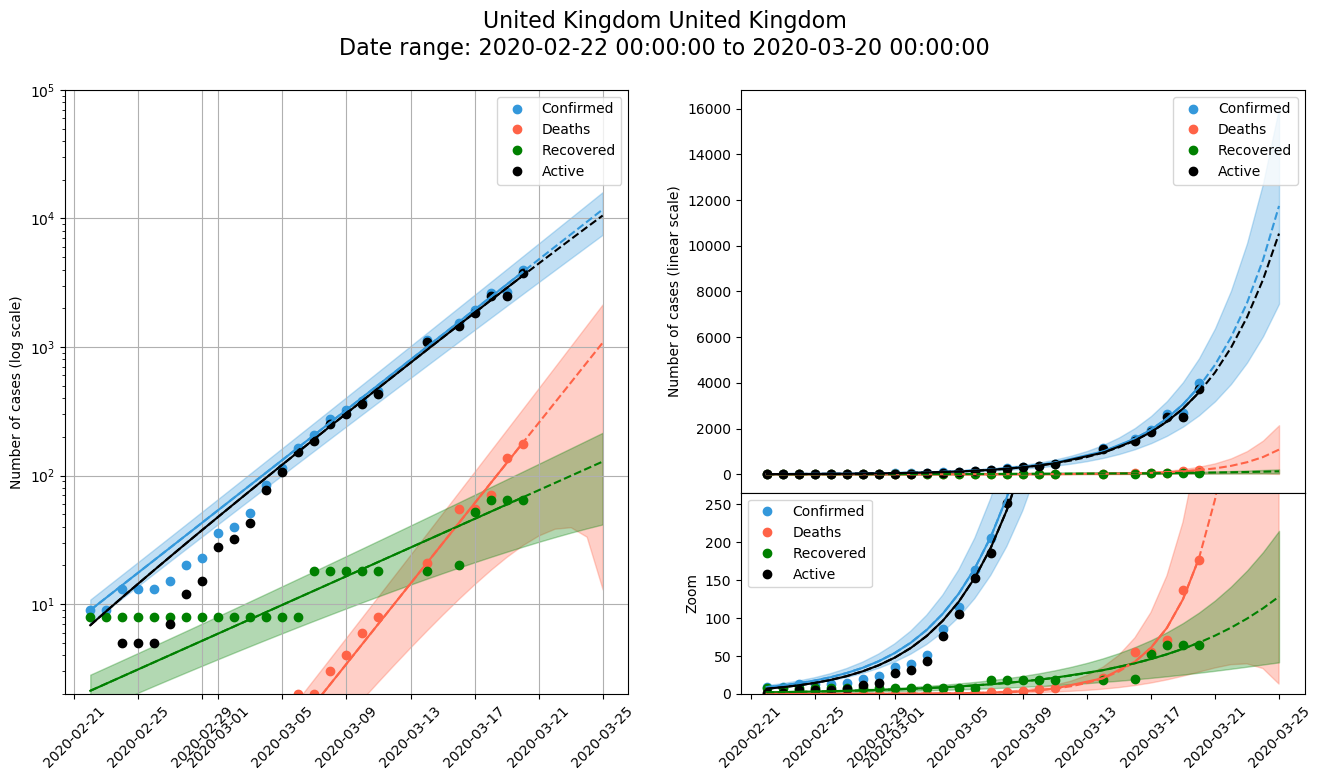 United Kingdom United Kingdom
Date range: 2020-02-22 00:00:00 to 2020-03-20 00:00:00
Number of cases (log scale)
10^5
10^4
10^3
10^2
10^1
Confirmed
Deaths
Recovered
Active
2020-02-21
2020-02-25
2020-02-29
2020-03-01
2020-03-05
2020-03-09
2020-03-13
2020-03-17
2020-03-21
2020-03-25
Number of cases (linear scale)
16000
14000
12000
10000
8000
6000
4000
2000
0
Confirmed
Deaths
Recovered
Active
Zoom
250
200
150
100
50
0
Confirmed
Deaths
Recovered
Active
2020-02-21
2020-02-25
2020-02-29
2020-03-01
2020-03-05
2020-03-09
2020-03-13
2020-03-17
2020-03-21
2020-03-25